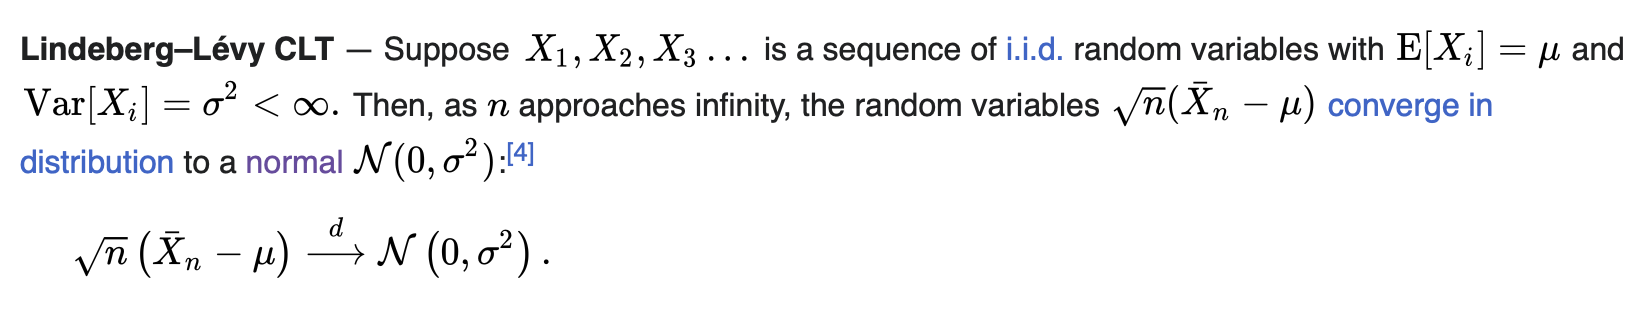 Lindeberg–Lévy CLT — Suppose X₁, X₂, X₃ … is a sequence of i.i.d. random variables with E[Xᵢ] = μ and
Var[Xᵢ] = σ² < ∞. Then, as n approaches infinity, the random variables √n(X̄ₙ − μ) converge in
distribution to a normal 𝒩(0, σ²):[4]
√n (X̄ₙ − μ) →ᵈ 𝒩 (0, σ²) .